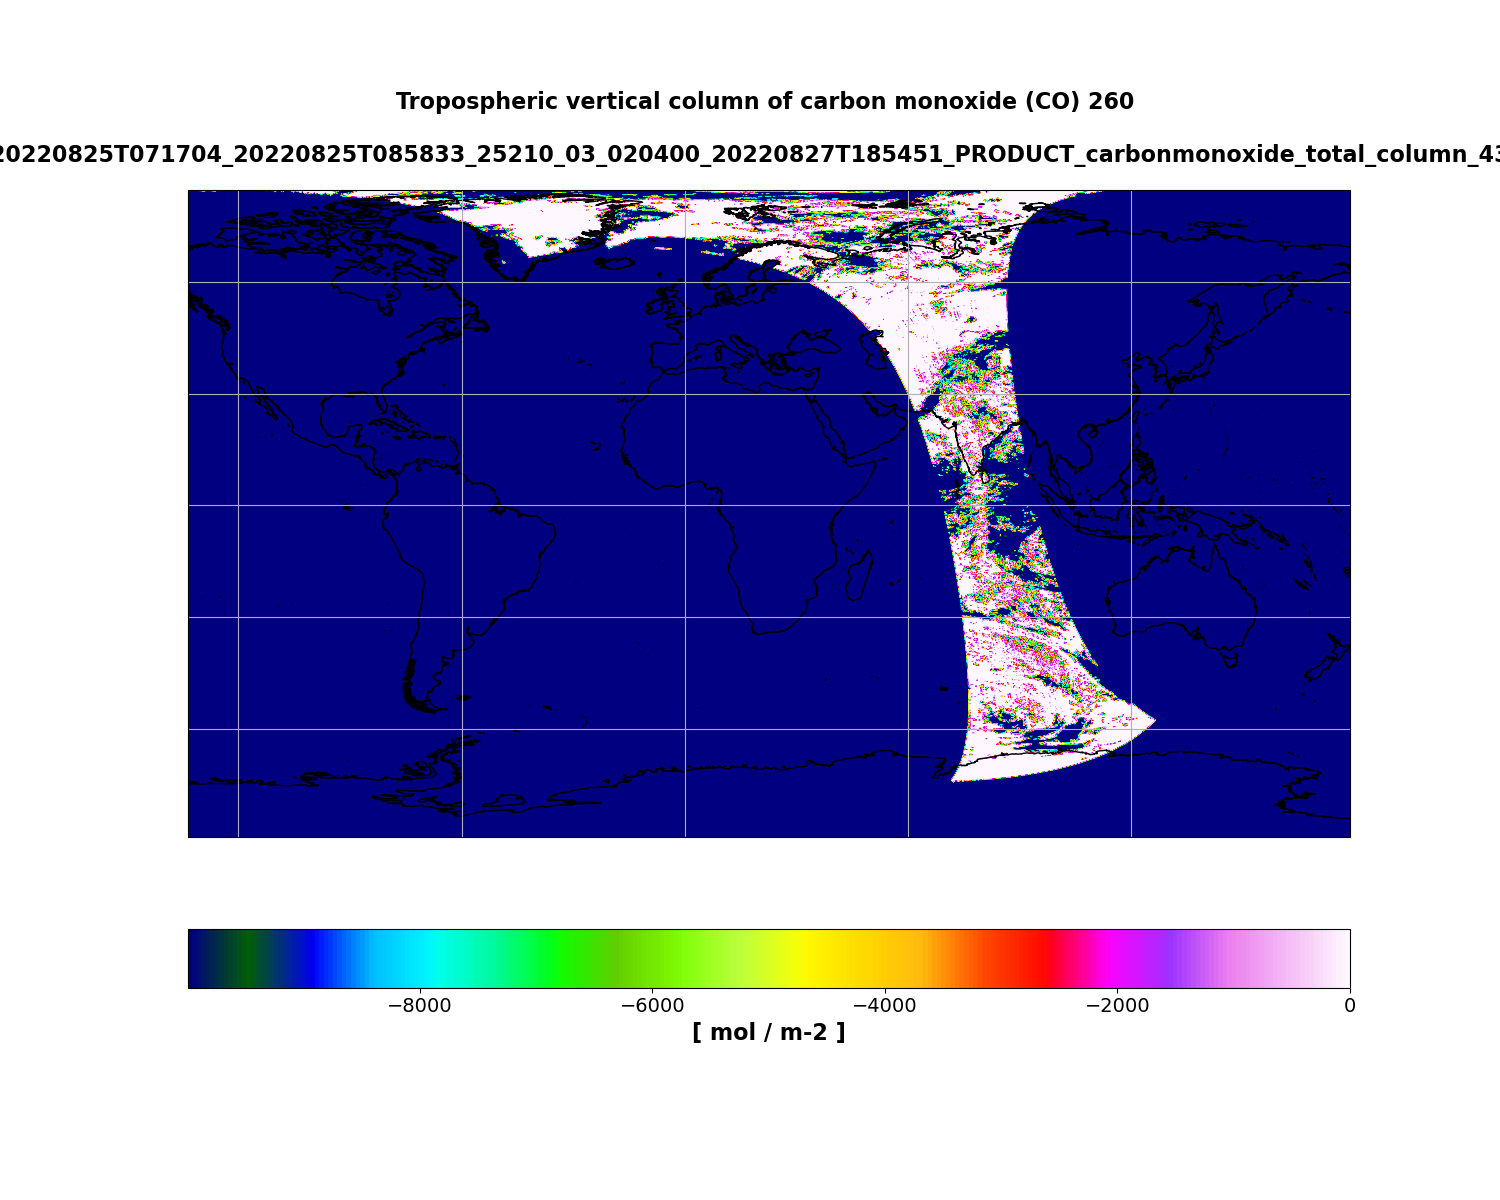 Tropospheric vertical column of carbon monoxide (CO) 260
20220825T071704_20220825T085833_25210_03_020400_20220827T185451_PRODUCT_carbonmonoxide_total_column_43
−8000 −6000 −4000 −2000 0
[ mol / m-2 ]